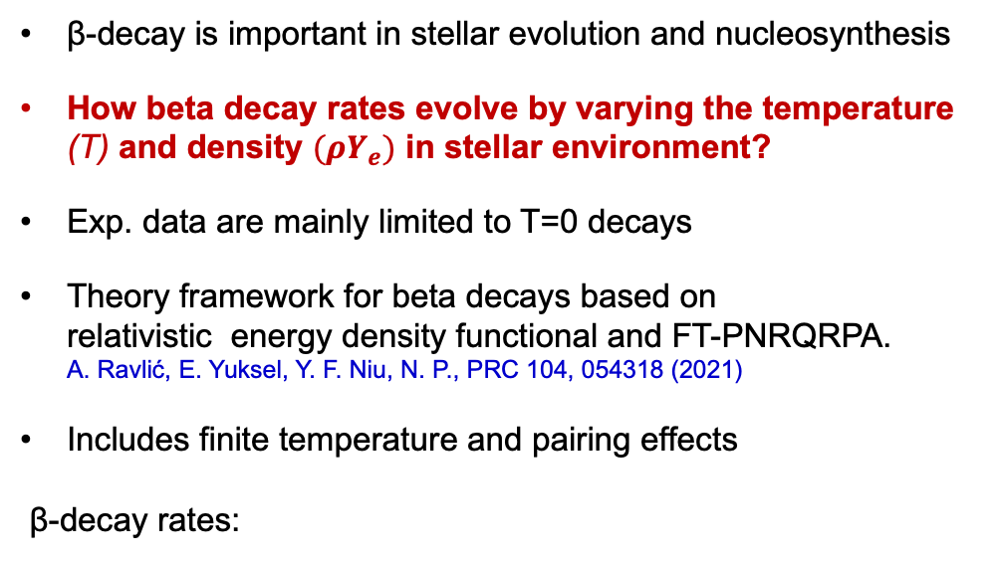 • β-decay is important in stellar evolution and nucleosynthesis
• How beta decay rates evolve by varying the temperature
(T) and density (ρYₑ) in stellar environment?
• Exp. data are mainly limited to T=0 decays
• Theory framework for beta decays based on
relativistic energy density functional and FT-PNRQRPA.
A. Ravlić, E. Yuksel, Y. F. Niu, N. P., PRC 104, 054318 (2021)
• Includes finite temperature and pairing effects
β-decay rates: